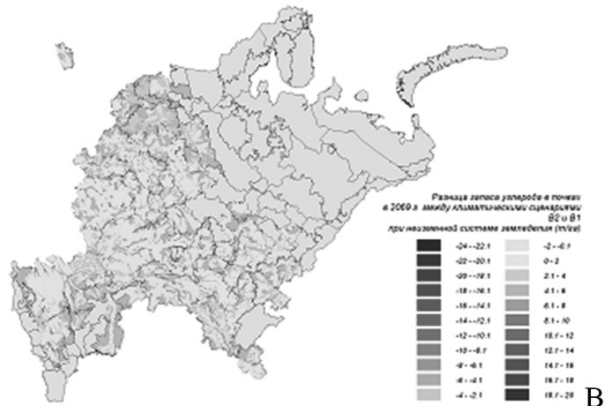 Разница запаса углерода в почвах
в 2009 г между климатическими сценариями
B2 и B1
при неизменной системе земледелия (т/га)
-24 - -22.1
-22 - -20.1
-20 - -18.1
-18 - -16.1
-16 - -14.1
-14 - -12.1
-12 - -10.1
-10 - -8.1
-8 - -6.1
-6 - -4.1
-4 - -2.1
-2 - -0.1
0 - 2
2.1 - 4
4.1 - 6
6.1 - 8
8.1 - 10
10.1 - 12
12.1 - 14
14.1 - 16
16.1 - 18
18.1 - 20
В